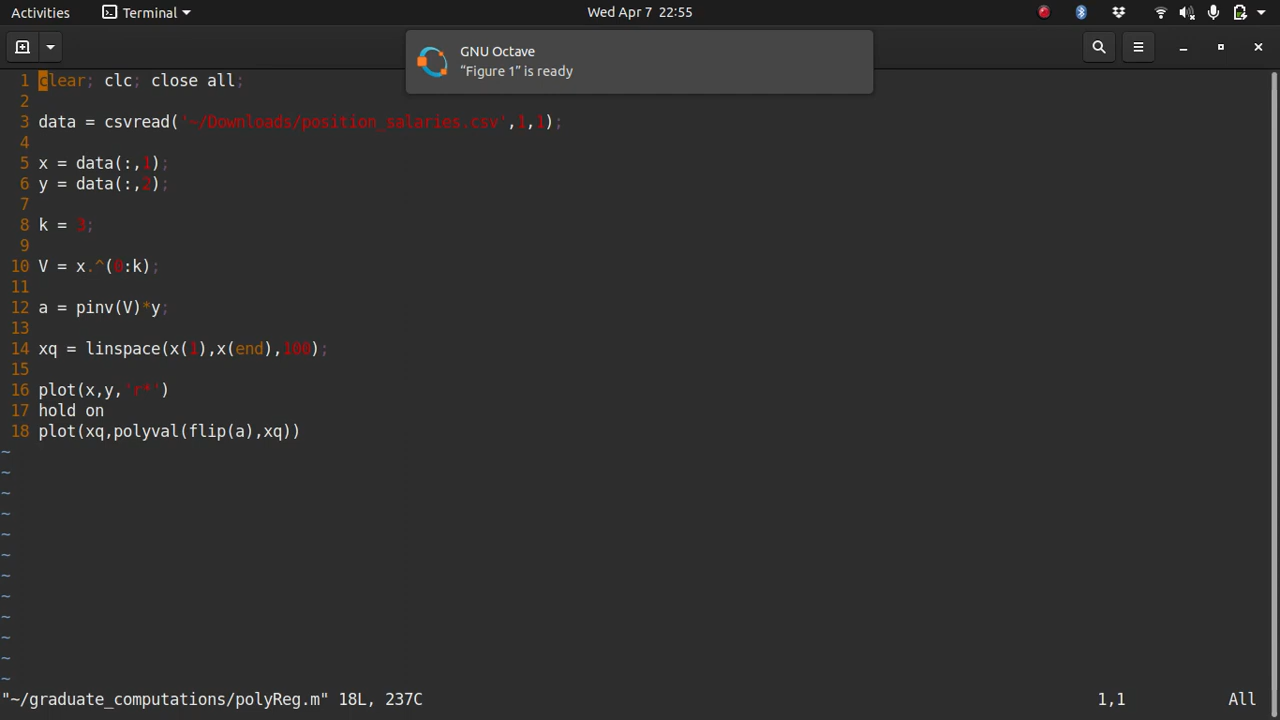 Activities Terminal Wed Apr 7 22:55
GNU Octave
“Figure 1” is ready
1 clear; clc; close all;
2
3 data = csvread('~/Downloads/position_salaries.csv',1,1);
4
5 x = data(:,1);
6 y = data(:,2);
7
8 k = 3;
9
10 V = x.^(0:k);
11
12 a = pinv(V)*y;
13
14 xq = linspace(x(1),x(end),100);
15
16 plot(x,y,'r*')
17 hold on
18 plot(xq,polyval(flip(a),xq))
~
~
~
~
~
~
~
~
~
~
~
~
"~/graduate_computations/polyReg.m" 18L, 237C 1,1 All